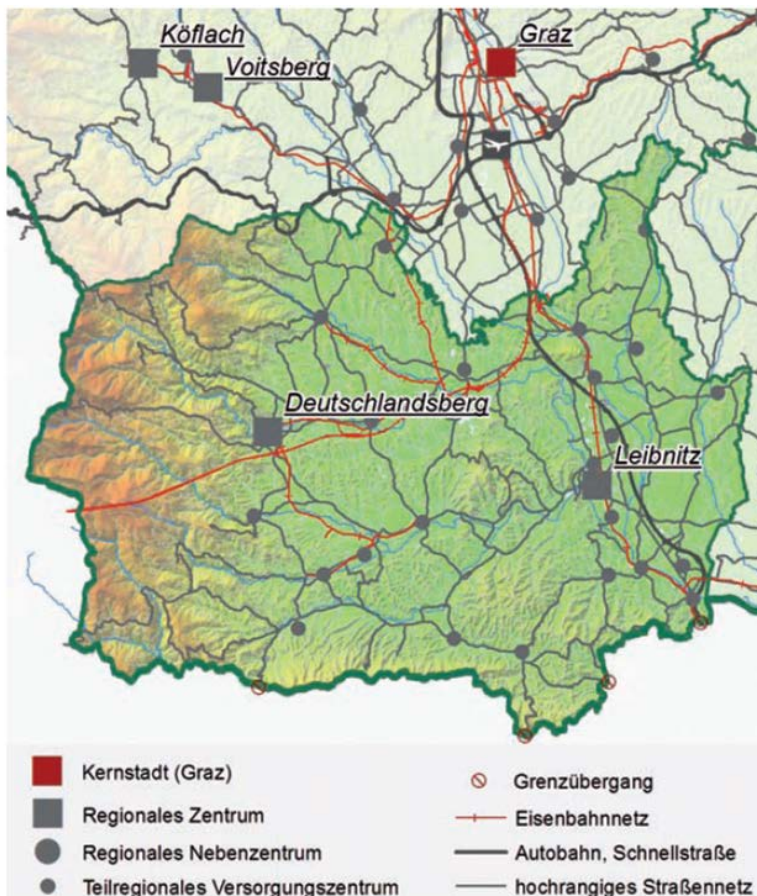 Köflach
Graz
Voitsberg
Deutschlandsberg
Leibnitz
Kernstadt (Graz)
Regionales Zentrum
Regionales Nebenzentrum
Teilregionales Versorgungszentrum
Grenzübergang
Eisenbahnnetz
Autobahn, Schnellstraße
hochrangiges Straßennetz